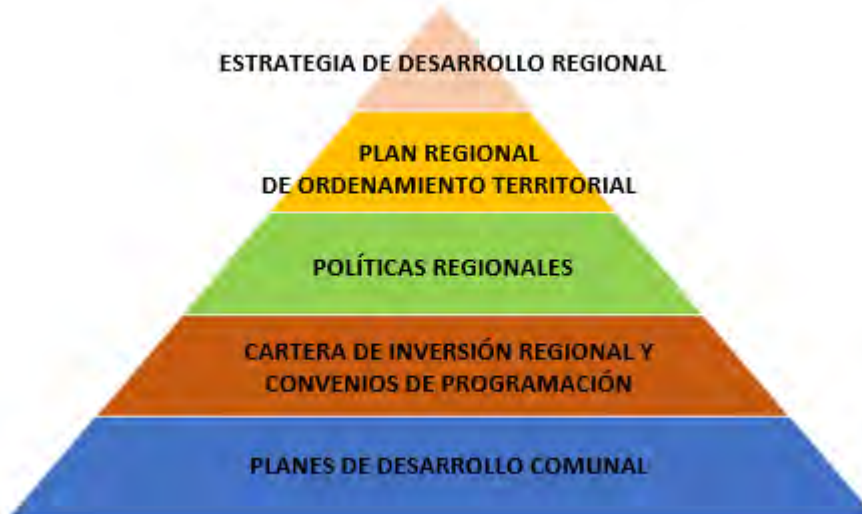 ESTRATEGIA DE DESARROLLO REGIONAL
PLAN REGIONAL
DE ORDENAMIENTO TERRITORIAL
POLÍTICAS REGIONALES
CARTERA DE INVERSIÓN REGIONAL Y
CONVENIOS DE PROGRAMACIÓN
PLANES DE DESARROLLO COMUNAL